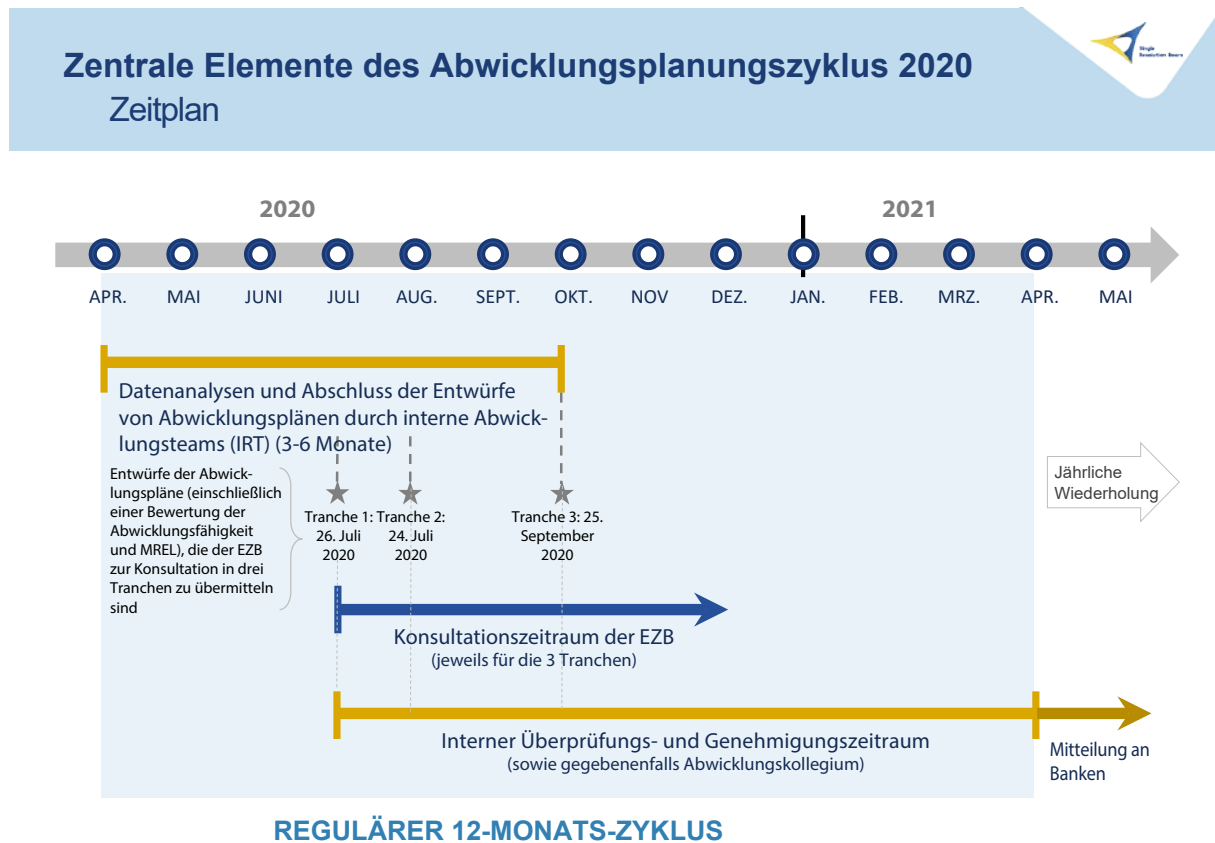 Zentrale Elemente des Abwicklungsplanungszyklus 2020
Zeitplan
Single
Resolution Board
2020
2021
APR.
MAI
JUNI
JULI
AUG.
SEPT.
OKT.
NOV
DEZ.
JAN.
FEB.
MRZ.
APR.
MAI
Datenanalysen und Abschluss der Entwürfe
von Abwicklungsplänen durch interne Abwick-
lungsteams (IRT) (3-6 Monate)
Entwürfe der Abwick-
lungspläne (einschließlich
einer Bewertung der
Abwicklungsfähigkeit
und MREL), die der EZB
zur Konsultation in drei
Tranchen zu übermitteln
sind
Tranche 1:
26. Juli
2020
Tranche 2:
24. Juli
2020
Tranche 3: 25.
September
2020
Jährliche
Wiederholung
Konsultationszeitraum der EZB
(jeweils für die 3 Tranchen)
Interner Überprüfungs- und Genehmigungszeitraum
(sowie gegebenenfalls Abwicklungskollegium)
Mitteilung an
Banken
REGULÄRER 12-MONATS-ZYKLUS